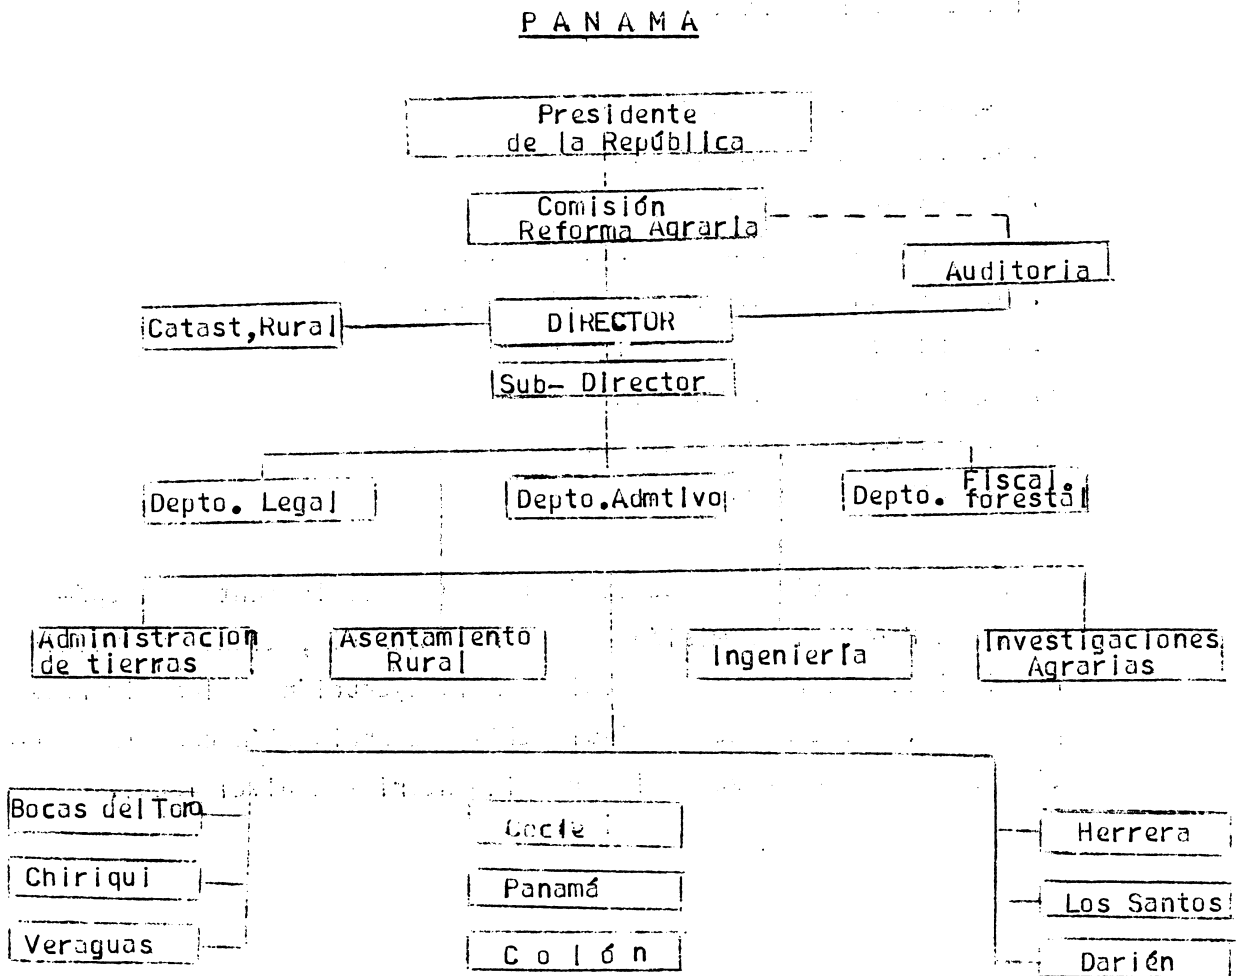 P A N A M A
Presidente
de la República
Comisión
Reforma Agraria
Auditoria
Catast,Rural
DIRECTOR
Sub- Director
Depto. Legal
Depto.Admtivo
Depto. Fiscal.
forestal
Administracion
de tierras
Asentamiento
Rural
Ingeniería
Investigaciones
Agrarias
Bocas del Toro
Cocle
Herrera
Chiriqui
Panamá
Los Santos
Veraguas
C o l ó n
Darién